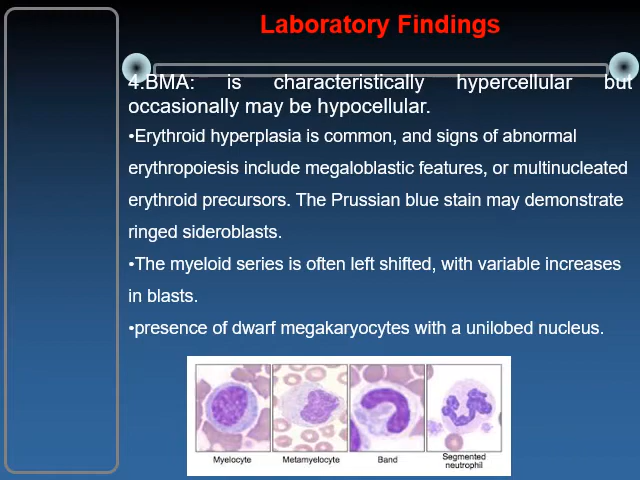 Laboratory Findings
4.BMA: is characteristically hypercellular but
occasionally may be hypocellular.
•Erythroid hyperplasia is common, and signs of abnormal
erythropoiesis include megaloblastic features, or multinucleated
erythroid precursors. The Prussian blue stain may demonstrate
ringed sideroblasts.
•The myeloid series is often left shifted, with variable increases
in blasts.
•presence of dwarf megakaryocytes with a unilobed nucleus.
Myelocyte
Metamyelocyte
Band
Segmented
neutrophil